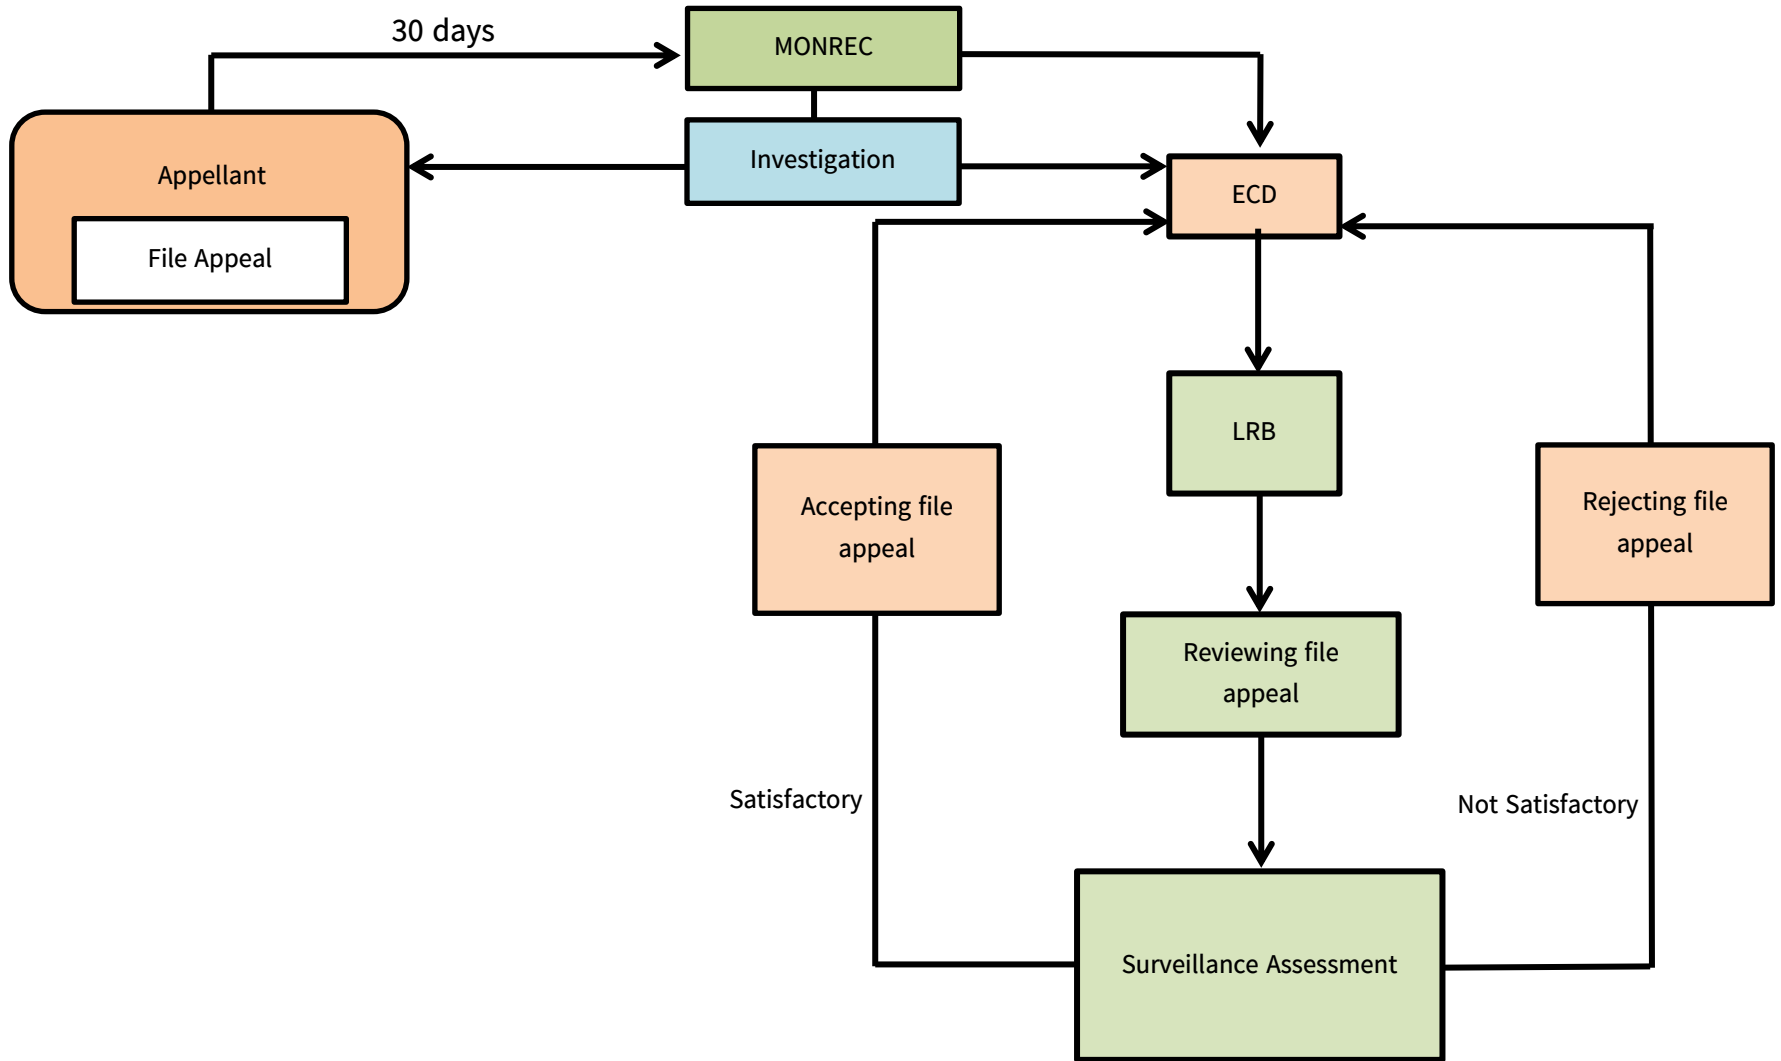 30 days
MONREC
Investigation
Appellant
File Appeal
ECD
LRB
Accepting file
appeal
Rejecting file
appeal
Reviewing file
appeal
Satisfactory
Not Satisfactory
Surveillance Assessment